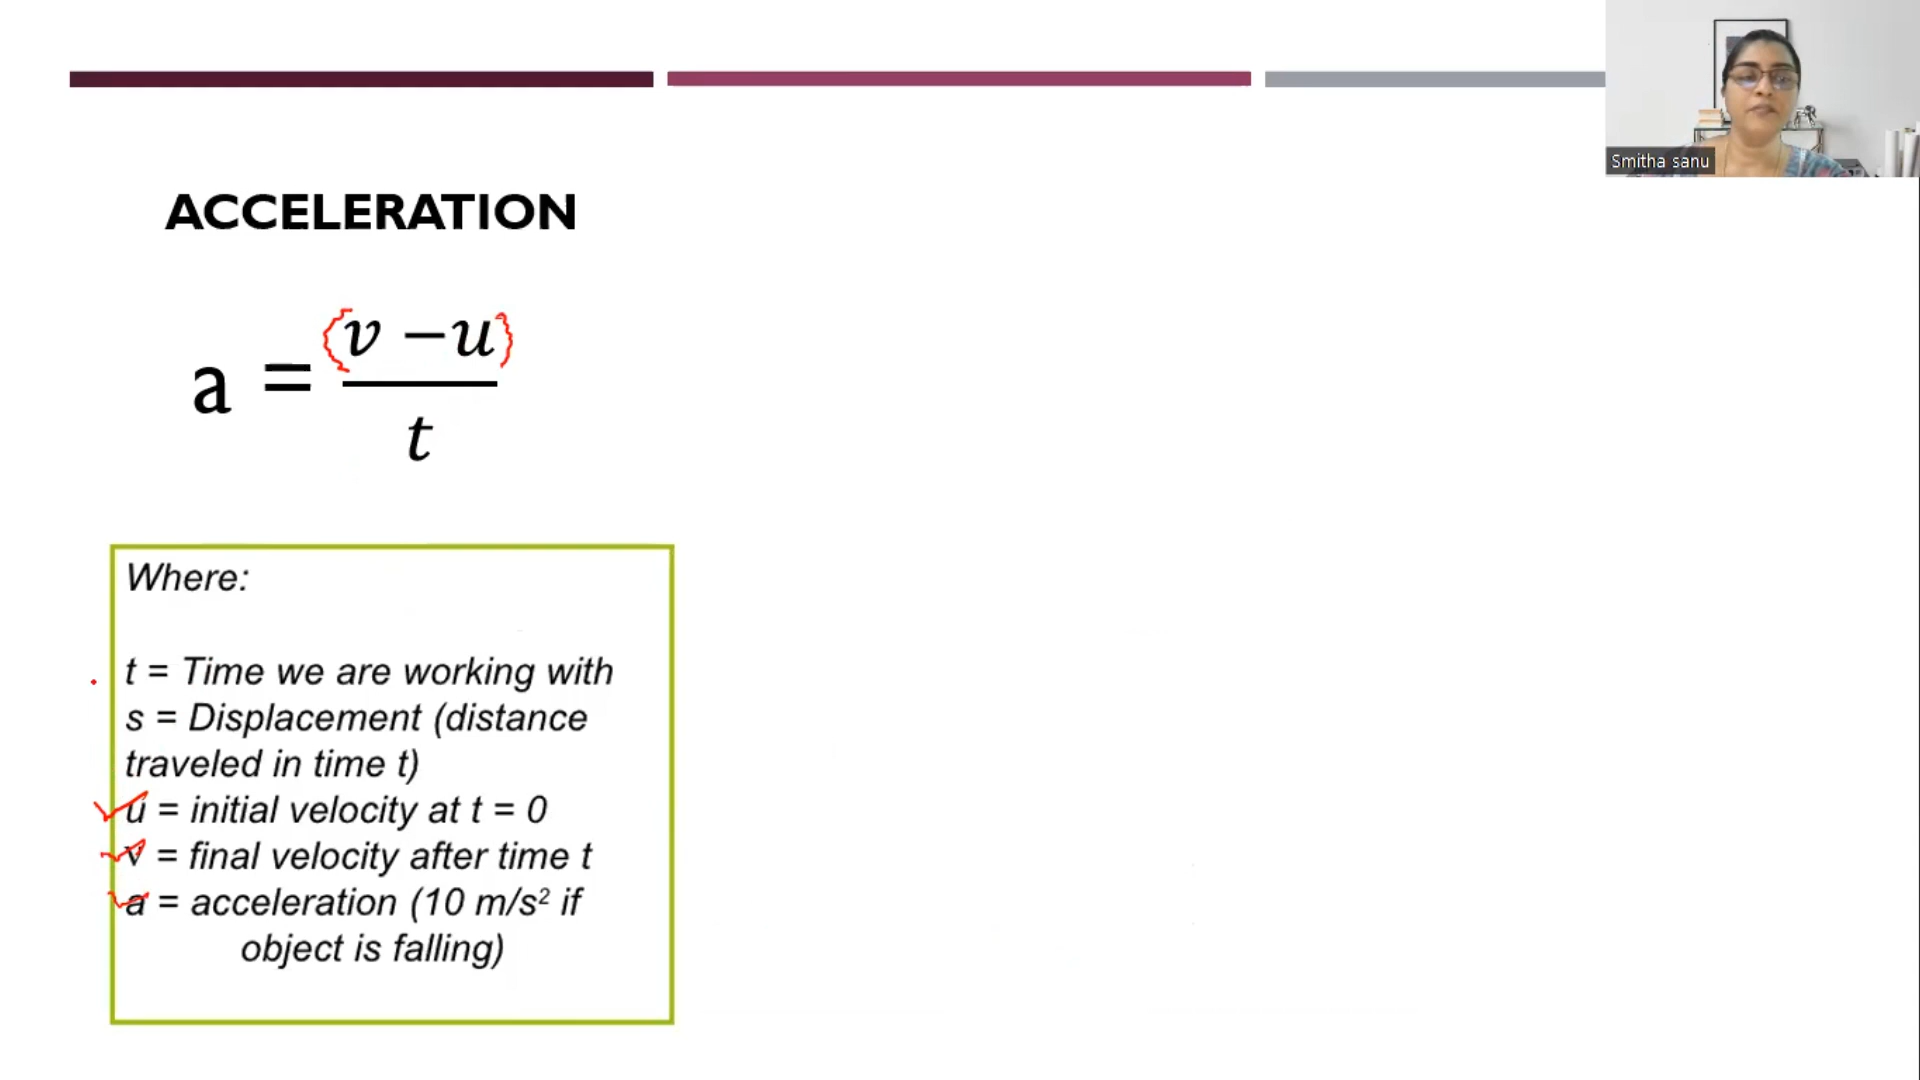 Smitha sanu
ACCELERATION
a = (v − u) / t
Where:
t = Time we are working with
s = Displacement (distance
traveled in time t)
u = initial velocity at t = 0
v = final velocity after time t
a = acceleration (10 m/s² if
object is falling)